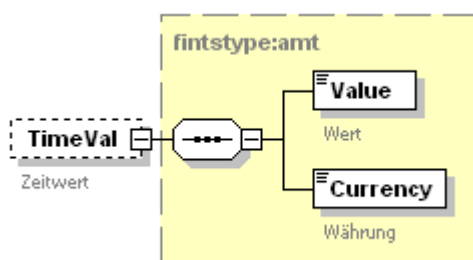 fintstype:amt
Value
Wert
TimeVal
Zeitwert
Currency
Währung